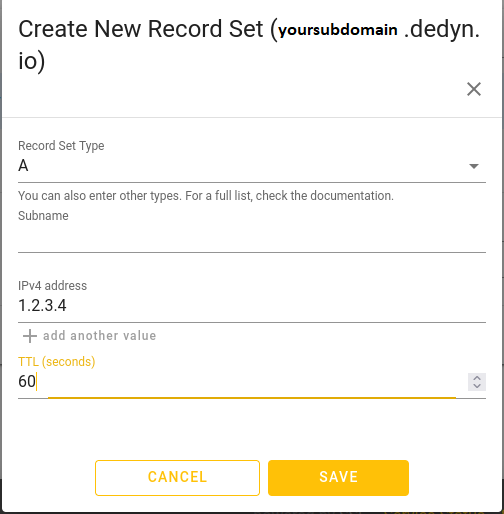 Create New Record Set (yoursubdomain .dedyn.
io)
Record Set Type
A
You can also enter other types. For a full list, check the documentation.
Subname
IPv4 address
1.2.3.4
add another value
TTL (seconds)
60
CANCEL SAVE